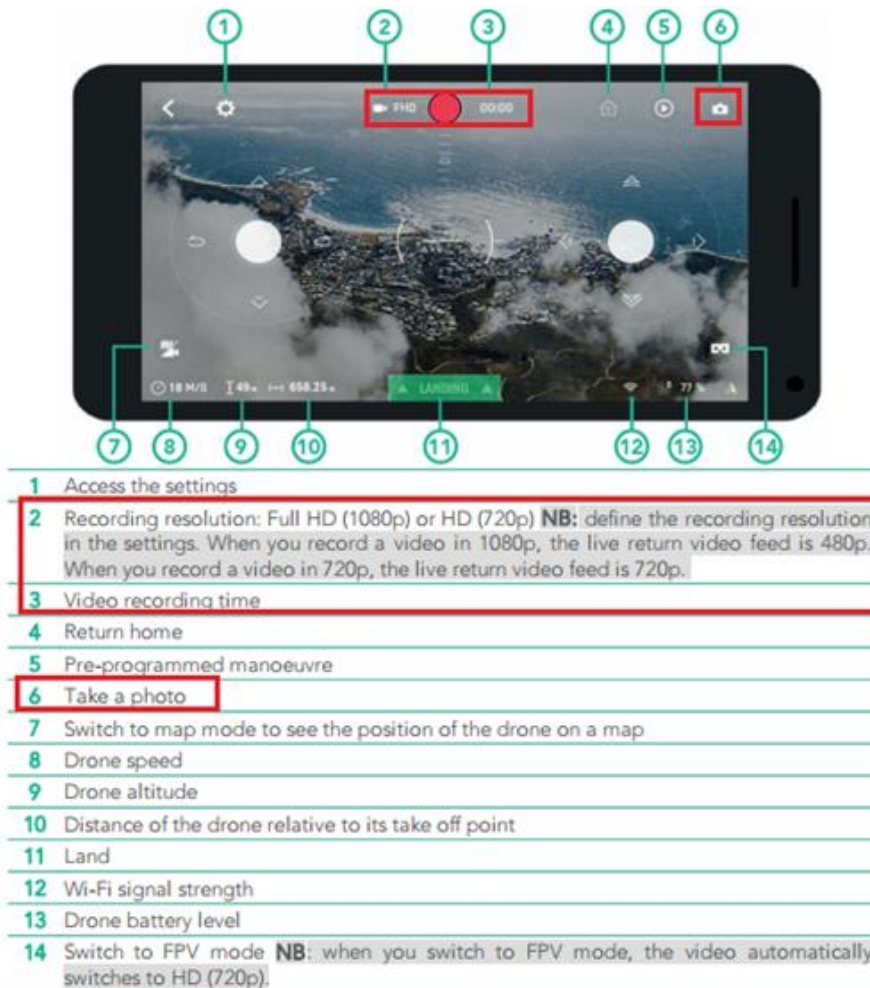 1 2 3 4 5 6
FHD 00:00
18 M/S 49m 658.25m LANDING 77 %
7 8 9 10 11 12 13 14
1 Access the settings
2 Recording resolution: Full HD (1080p) or HD (720p) NB: define the recording resolution
in the settings. When you record a video in 1080p, the live return video feed is 480p.
When you record a video in 720p, the live return video feed is 720p.
3 Video recording time
4 Return home
5 Pre-programmed manoeuvre
6 Take a photo
7 Switch to map mode to see the position of the drone on a map
8 Drone speed
9 Drone altitude
10 Distance of the drone relative to its take off point
11 Land
12 Wi-Fi signal strength
13 Drone battery level
14 Switch to FPV mode NB: when you switch to FPV mode, the video automatically
switches to HD (720p).